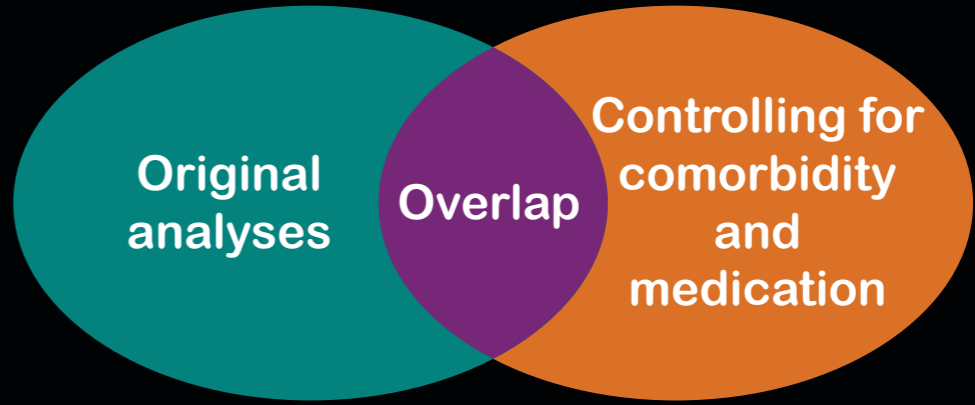 Original
analyses
Overlap
Controlling for
comorbidity
and
medication